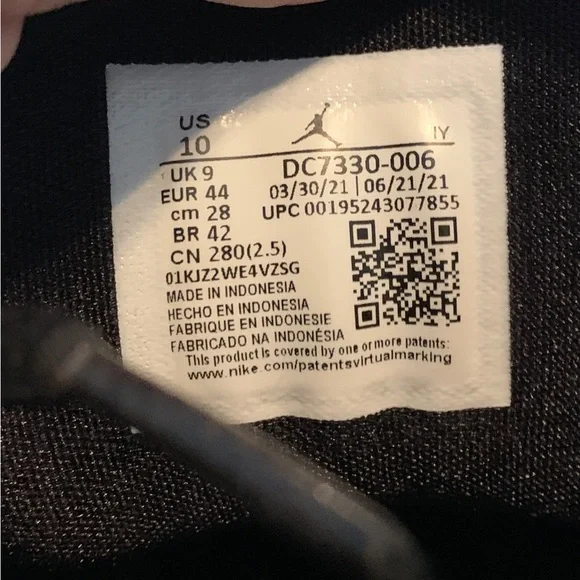 US
10
IY
UK 9
DC7330-006
EUR 44
03/30/21 | 06/21/21
cm 28
UPC 00195243077855
BR 42
CN 280(2.5)
01KJZ2WE4VZSG
MADE IN INDONESIA
HECHO EN INDONESIA
FABRIQUE EN INDONESIE
FABRICADO NA INDONÉSIA
This product is covered by one or more patents:
www.nike.com/patentsvirtualmarking